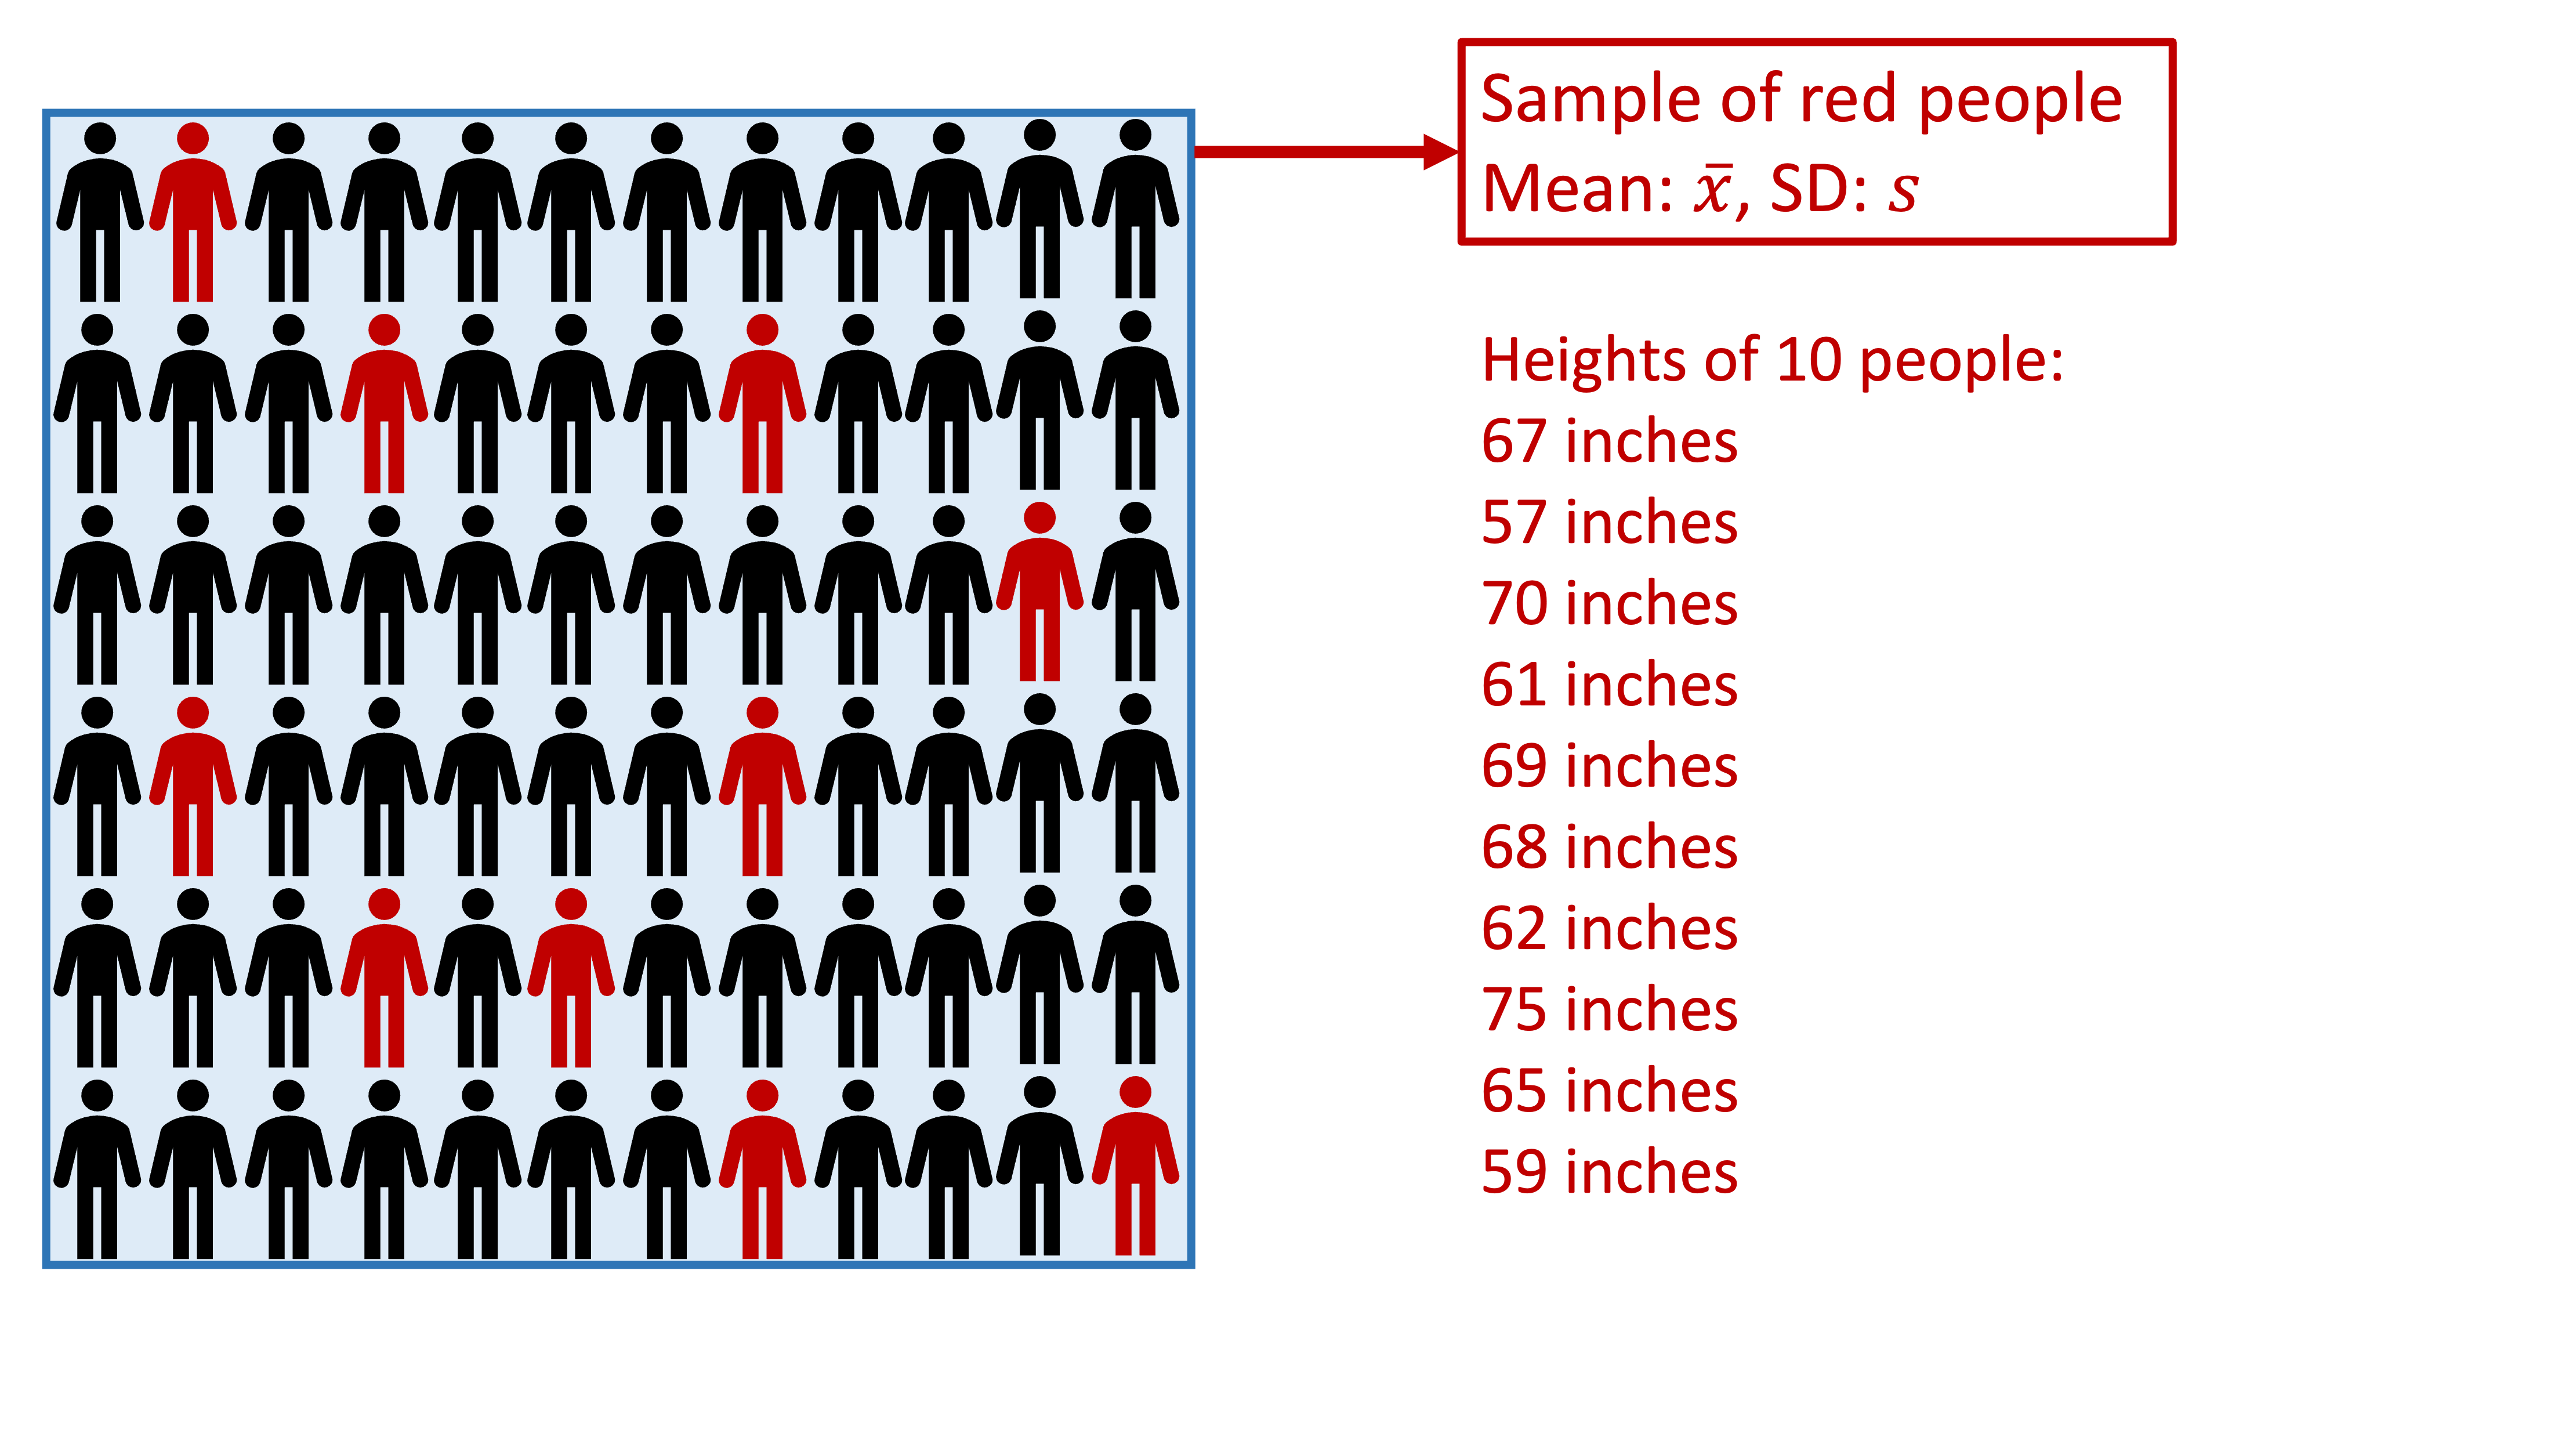 Sample of red people
Mean: x̄, SD: s
Heights of 10 people:
67 inches
57 inches
70 inches
61 inches
69 inches
68 inches
62 inches
75 inches
65 inches
59 inches